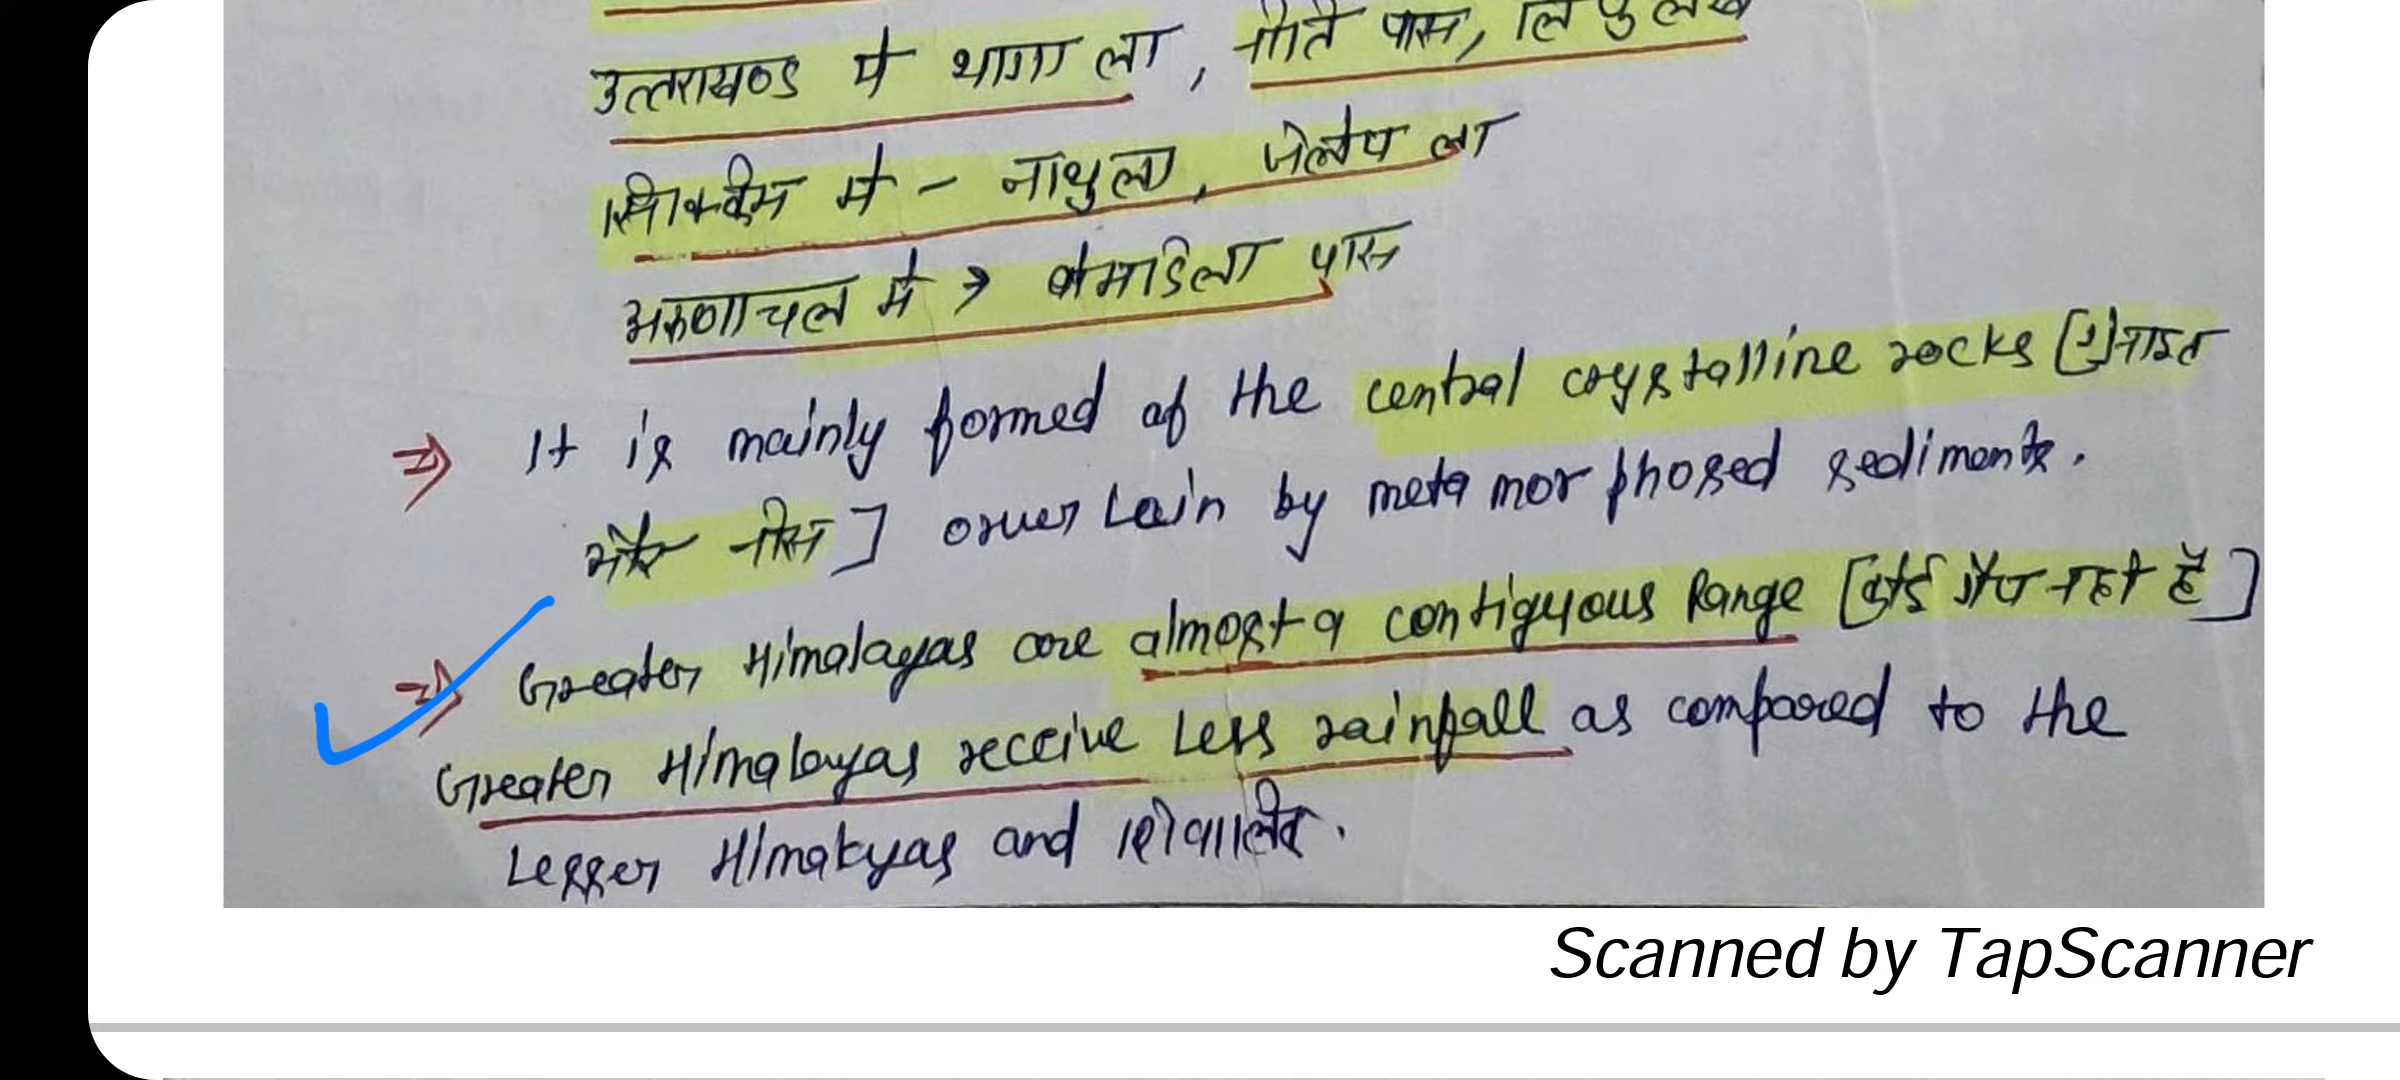 उत्तराखण्ड मे थागा ला, नीति पास, लिपुलेख
सिक्कीम मे - नाथुला, जेलेप ला
अरुणाचल मे → बोमाडिला पास
⇒ It is mainly formed of the central crystalline rocks [ग्रेनाइट
और नीस] overlain by metamorphosed sediments.
⇒ Greater Himalayas are almost a contiguous Range [कोई गेप नहीं है]
Greater Himalayas receive less rainfall as compared to the
Lesser Himalayas and शिवालिक.
Scanned by TapScanner